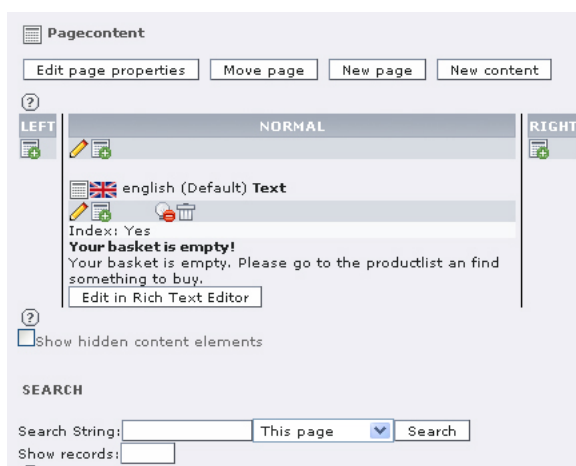 Pagecontent
Edit page properties Move page New page New content
?
LEFT NORMAL RIGHT
english (Default) Text
Index: Yes
Your basket is empty!
Your basket is empty. Please go to the productlist an find
something to buy.
Edit in Rich Text Editor
?
Show hidden content elements
SEARCH
Search String: This page Search
Show records: